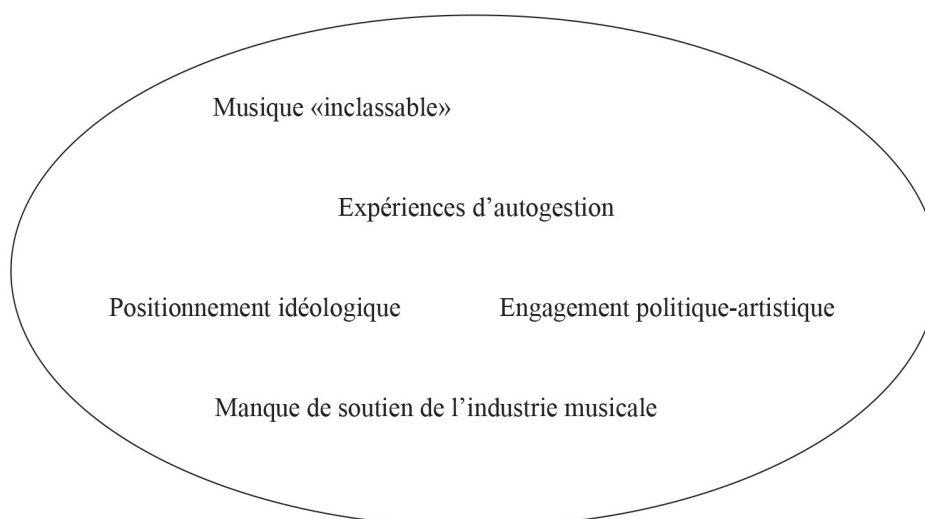 Musique «inclassable»
Expériences d’autogestion
Positionnement idéologique Engagement politique-artistique
Manque de soutien de l’industrie musicale